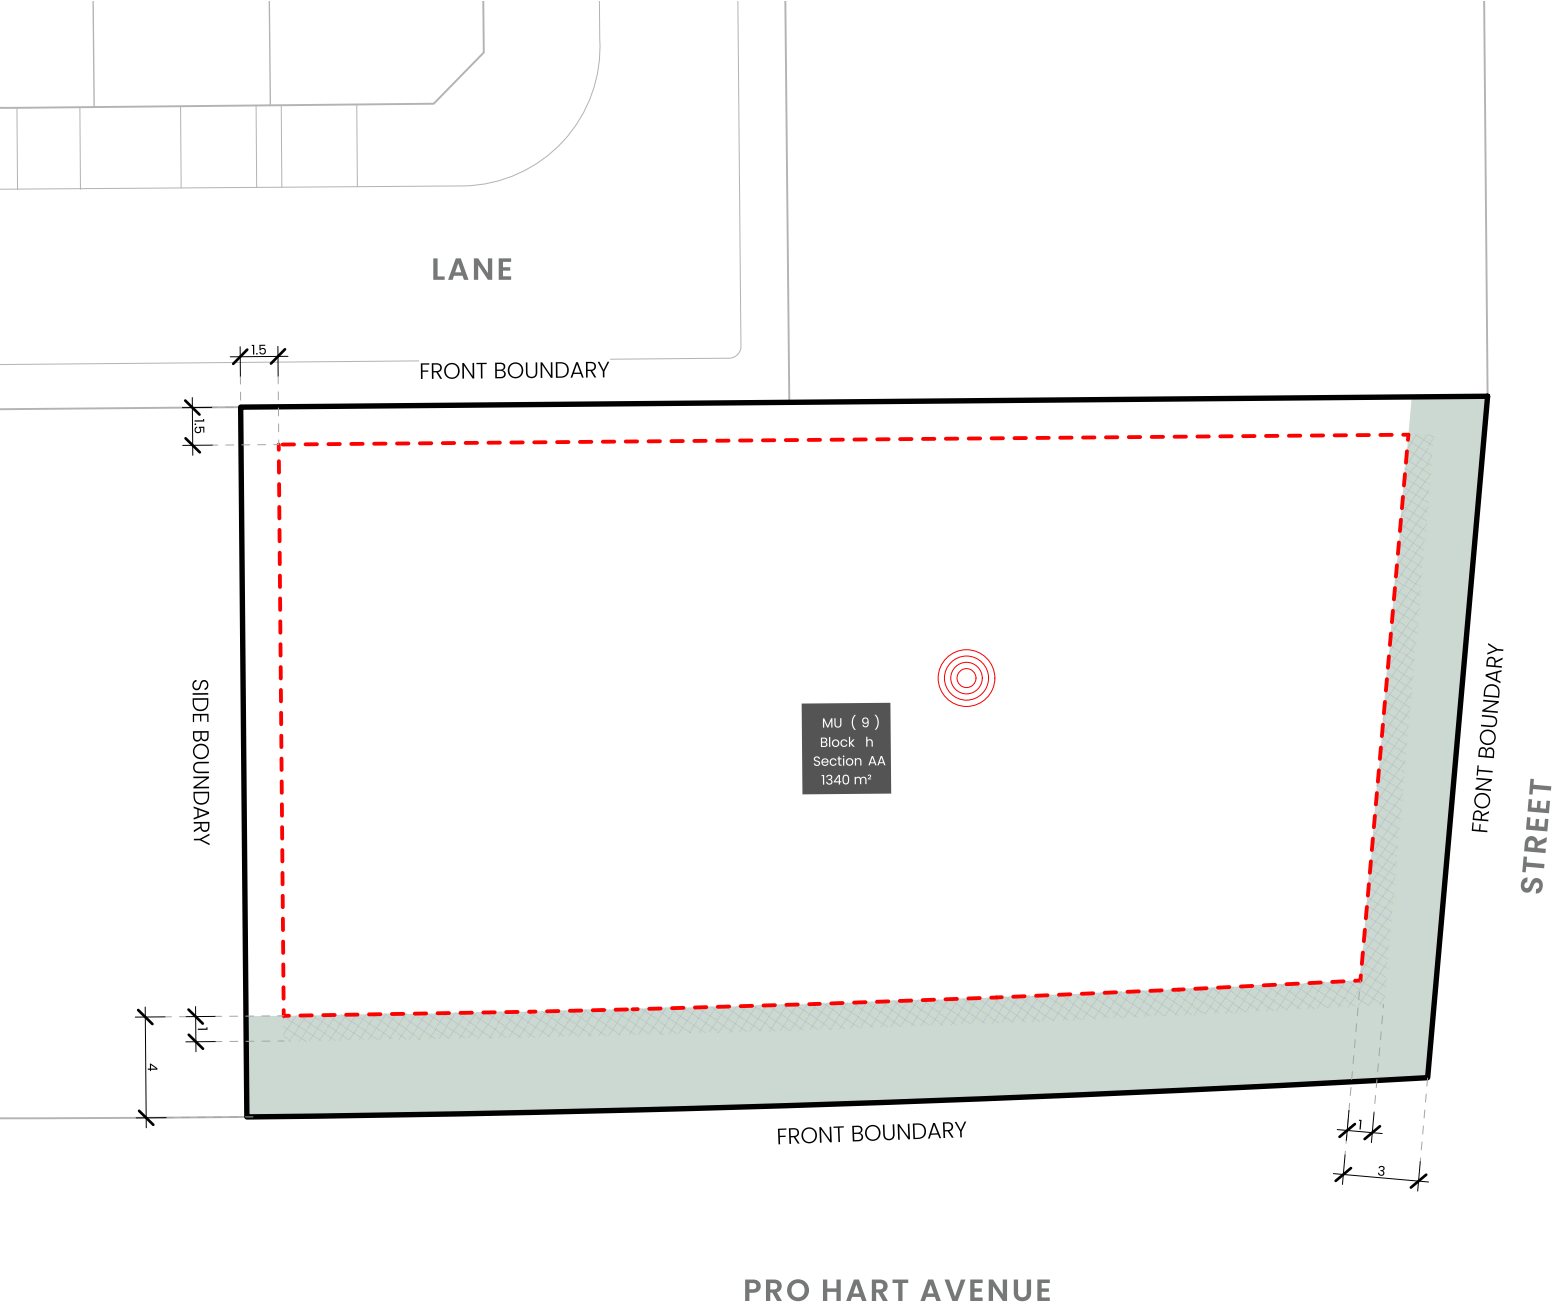 LANE
1.5
FRONT BOUNDARY
1.5
SIDE BOUNDARY
MU ( 9 )
Block h
Section AA
1340 m²
FRONT BOUNDARY
STREET
1
4
FRONT BOUNDARY
1
3
PRO HART AVENUE